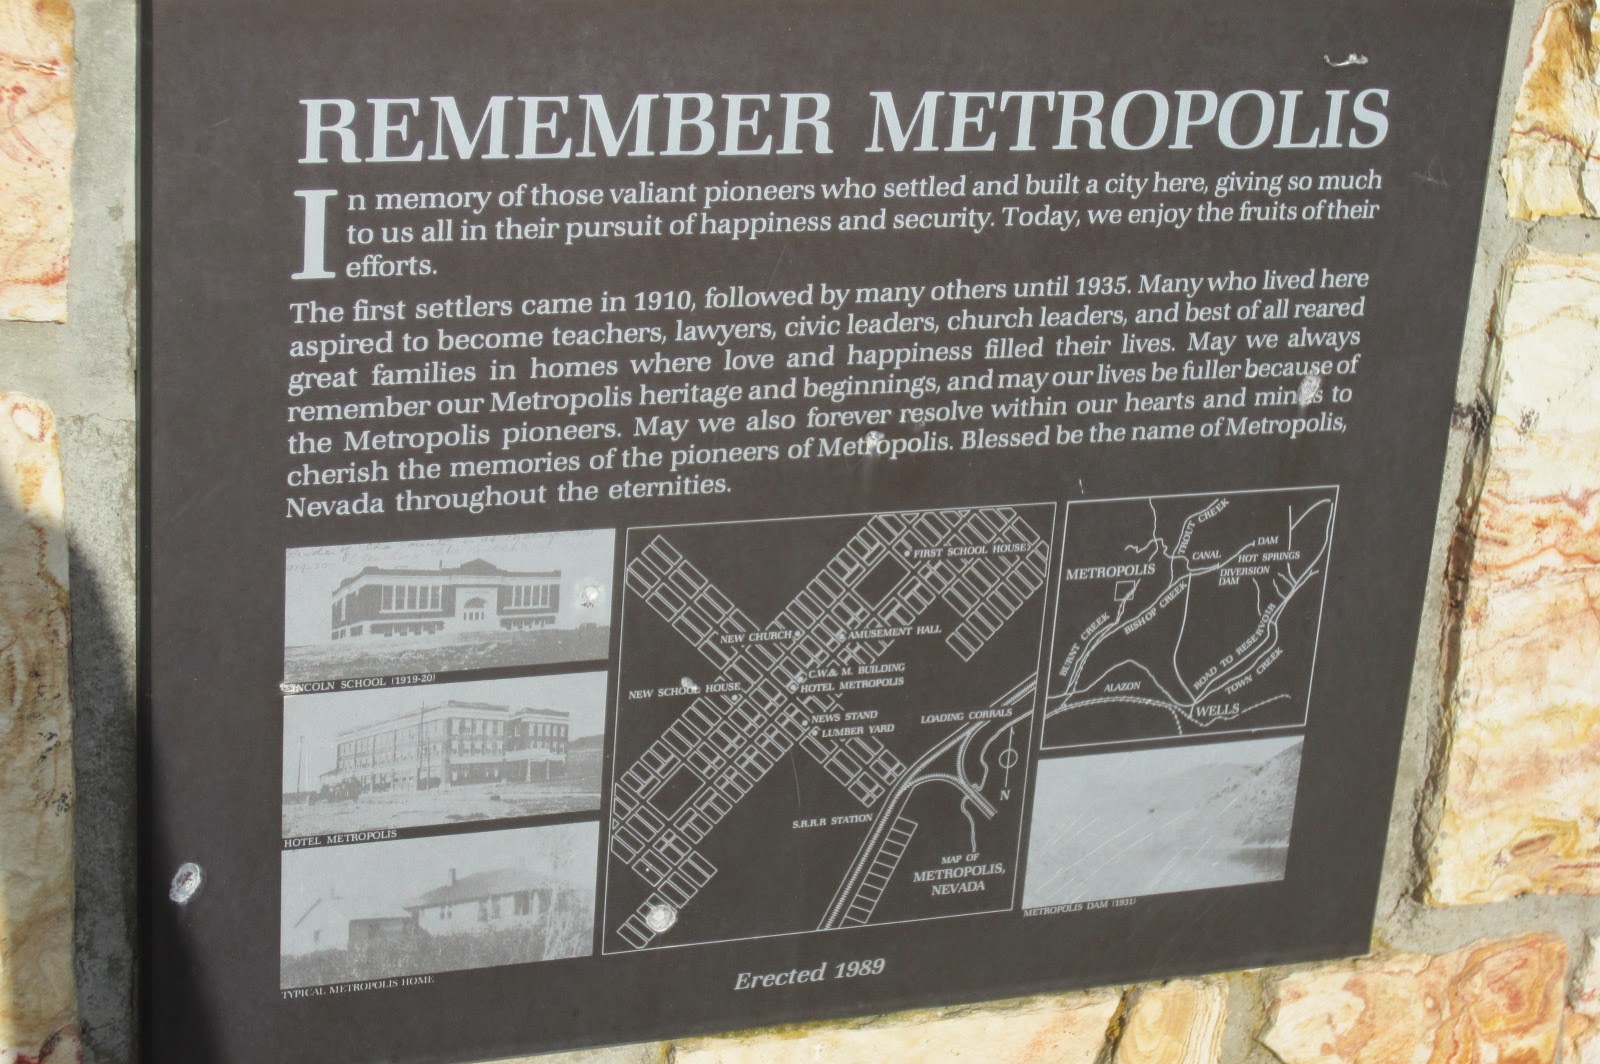 REMEMBER METROPOLIS
In memory of those valiant pioneers who settled and built a city here, giving so much
to us all in their pursuit of happiness and security. Today, we enjoy the fruits of their
efforts.
The first settlers came in 1910, followed by many others until 1935. Many who lived here
aspired to become teachers, lawyers, civic leaders, church leaders, and best of all reared
great families in homes where love and happiness filled their lives. May we always
remember our Metropolis heritage and beginnings, and may our lives be fuller because of
the Metropolis pioneers. May we also forever resolve within our hearts and minds to
cherish the memories of the pioneers of Metropolis. Blessed be the name of Metropolis,
Nevada throughout the eternities.
LINCOLN SCHOOL (1919-20)
HOTEL METROPOLIS
TYPICAL METROPOLIS HOME
FIRST SCHOOL HOUSE
NEW CHURCH
AMUSEMENT HALL
C.W.& M. BUILDING
HOTEL METROPOLIS
NEW SCHOOL HOUSE
NEWS STAND
LUMBER YARD
LOADING CORRALS
N
S.R.R.R STATION
MAP OF
METROPOLIS,
NEVADA
TROUT CREEK
DAM
CANAL
HOT SPRINGS
METROPOLIS
DIVERSION
DAM
BISHOP CREEK
BURNT CREEK
ROAD TO RESERVOIR
TOWN CREEK
ALAZON
WELLS
METROPOLIS DAM (1931)
Erected 1989